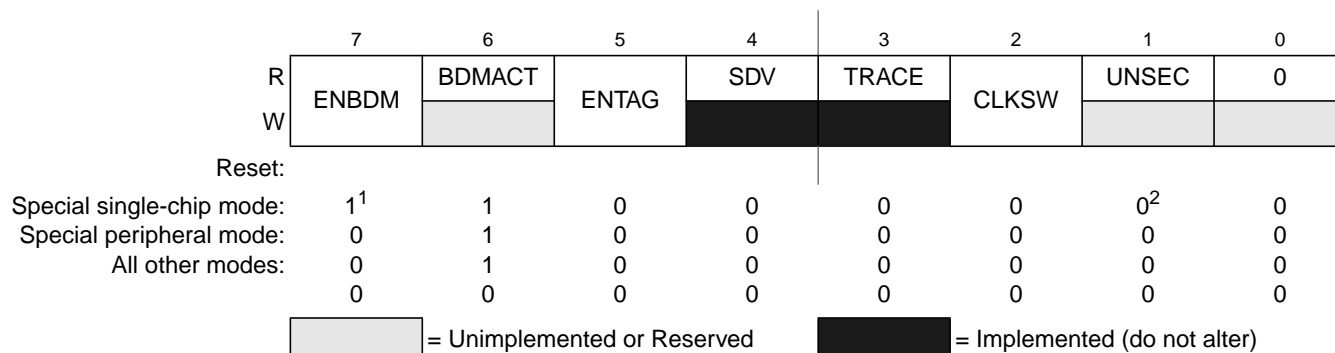 7 6 5 4 3 2 1 0
R ENBDM BDMACT ENTAG SDV TRACE CLKSW UNSEC 0
W
Reset:
Special single-chip mode: 1¹ 1 0 0 0 0 0² 0
Special peripheral mode: 0 1 0 0 0 0 0 0
All other modes: 0 1 0 0 0 0 0 0
0 0 0 0 0 0 0 0
= Unimplemented or Reserved = Implemented (do not alter)